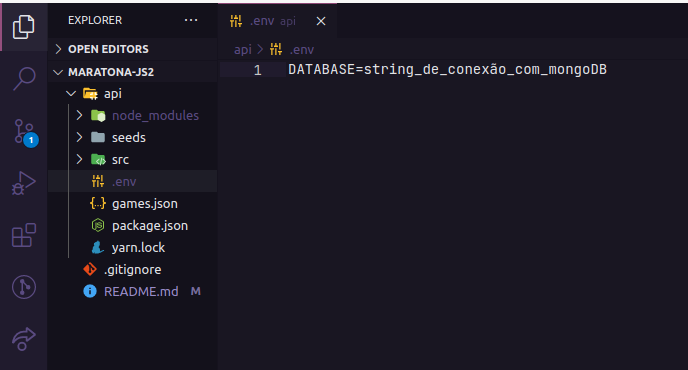 EXPLORER
.env api
OPEN EDITORS
api > .env
MARATONA-JS2
1 DATABASE=string_de_conexão_com_mongoDB
api
node_modules
seeds
1
src
.env
games.json
package.json
yarn.lock
.gitignore
README.md M